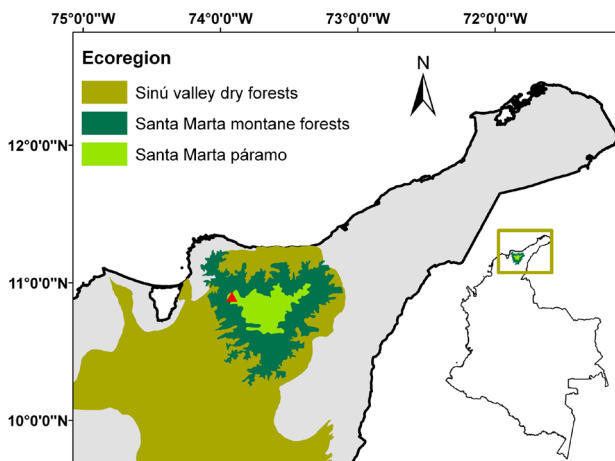 75°0'0"W 74°0'0"W 73°0'0"W 72°0'0"W
Ecoregion
Sinú valley dry forests
Santa Marta montane forests
Santa Marta páramo
N
12°0'0"N
11°0'0"N
10°0'0"N